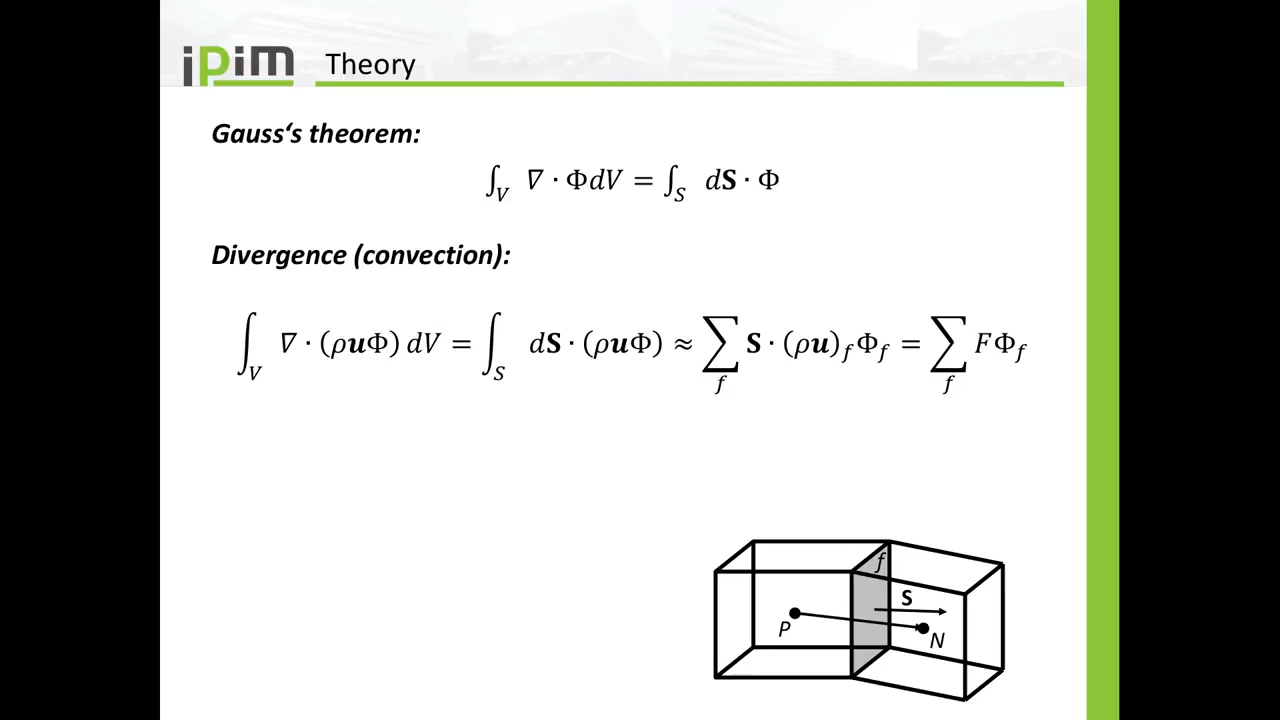 ipim Theory
Gauss‘s theorem:
∫_V ∇ · ΦdV = ∫_S d𝐒 · Φ
Divergence (convection):
∫_V ∇ · (ρ𝒖Φ) dV = ∫_S d𝐒 · (ρ𝒖Φ) ≈ ∑_f 𝐒 · (ρ𝒖)_f Φ_f = ∑_f FΦ_f
f
S
P
N